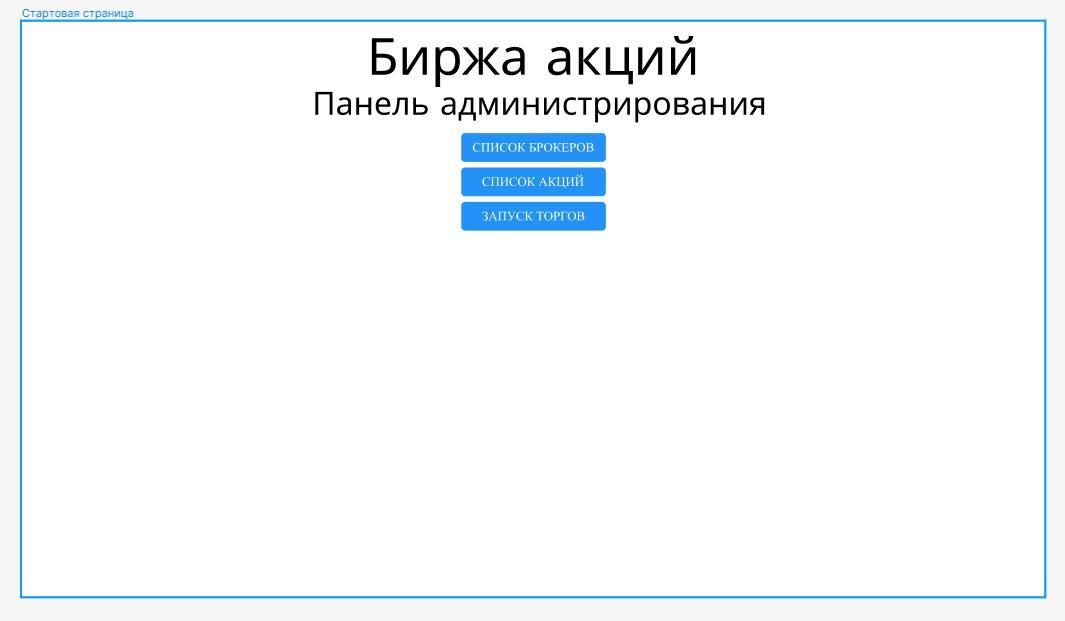 Стартовая страница
Биржа акций
Панель администрирования
СПИСОК БРОКЕРОВ
СПИСОК АКЦИЙ
ЗАПУСК ТОРГОВ